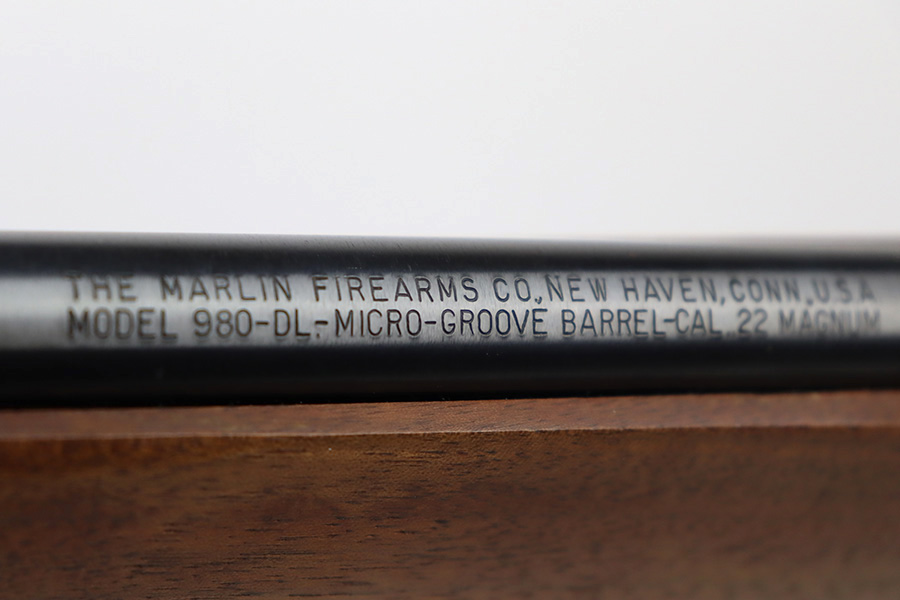 THE MARLIN FIREARMS CO., NEW HAVEN, CONN., U.S.A
MODEL 980-DL.-MICRO-GROOVE BARREL-CAL. 22 MAGNUM